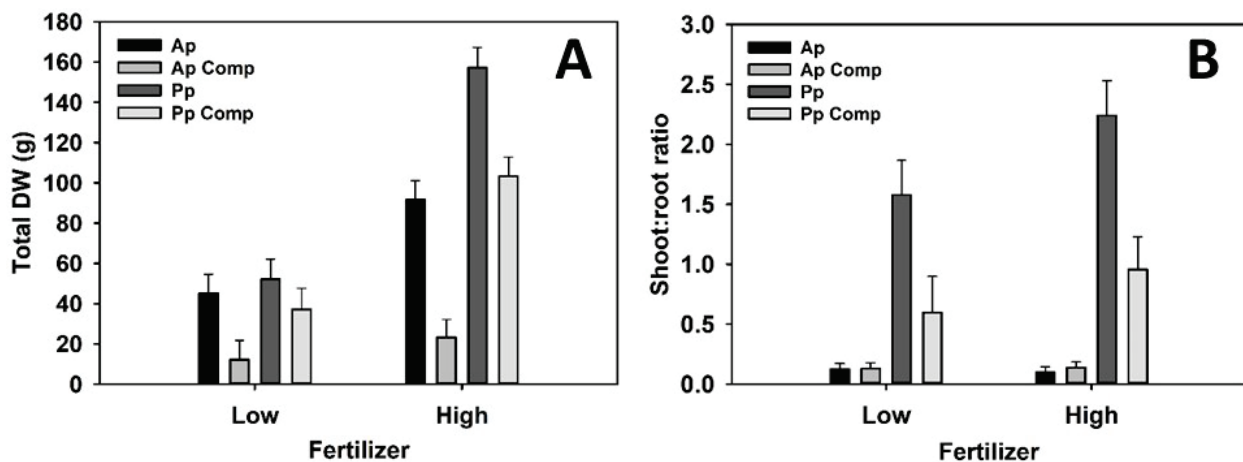 180
160
140
120
100
80
60
40
20
0
Total DW (g)
Ap
Ap Comp
Pp
Pp Comp
A
Low
High
Fertilizer
3.0
2.5
2.0
1.5
1.0
0.5
0.0
Shoot:root ratio
Ap
Ap Comp
Pp
Pp Comp
B
Low
High
Fertilizer